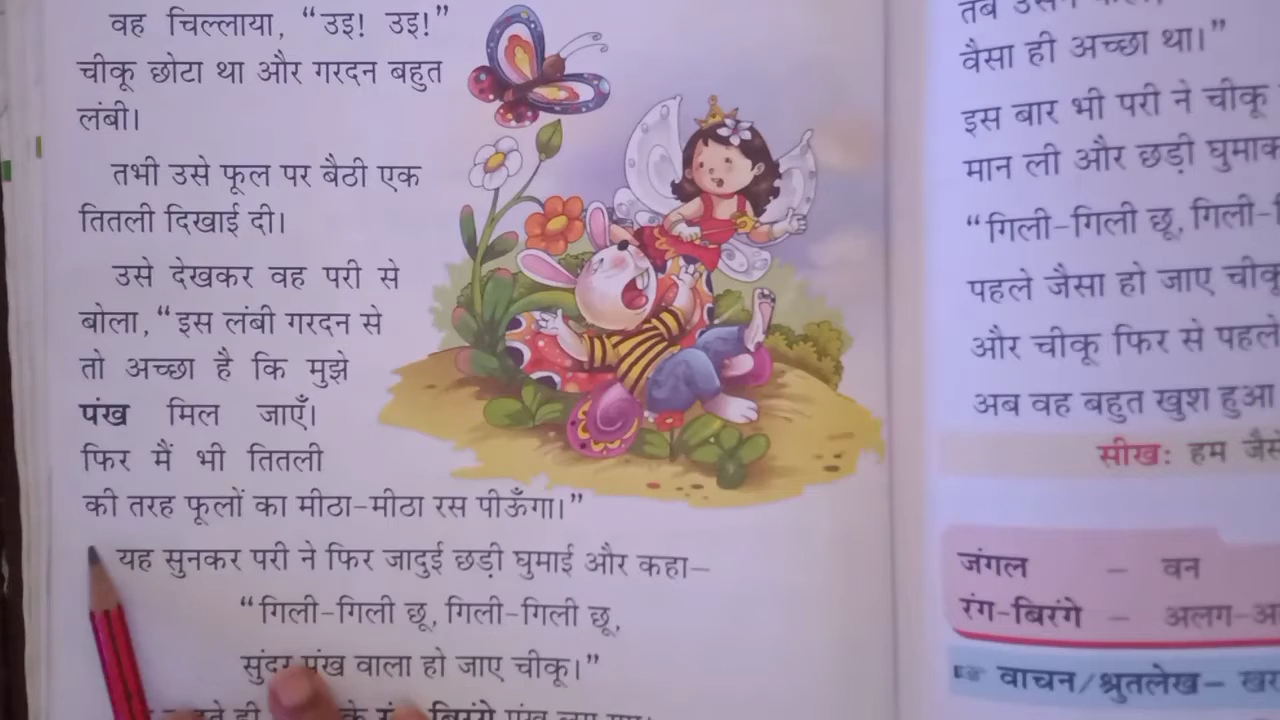 वह चिल्लाया, “उइ! उइ!”
चीकू छोटा था और गरदन बहुत
लंबी।
तभी उसे फूल पर बैठी एक
तितली दिखाई दी।
उसे देखकर वह परी से
बोला, “इस लंबी गरदन से
तो अच्छा है कि मुझे
पंख मिल जाएँ।
फिर मैं भी तितली
की तरह फूलों का मीठा-मीठा रस पीऊँगा।”
यह सुनकर परी ने फिर जादुई छड़ी घुमाई और कहा–
“गिली-गिली छू, गिली-गिली छू,
सुंदर पंख वाला हो जाए चीकू।”
वैसा ही अच्छा था।”
इस बार भी परी ने चीकू
मान ली और छड़ी
“गिली-गिली छू,
पहले जैसा हो जाए
और चीकू फिर से
अब वह बहुत खुश हुआ
सीखः हम
जंगल – वन
रंग-बिरंगे –
वाचन/श्रुतलेख–